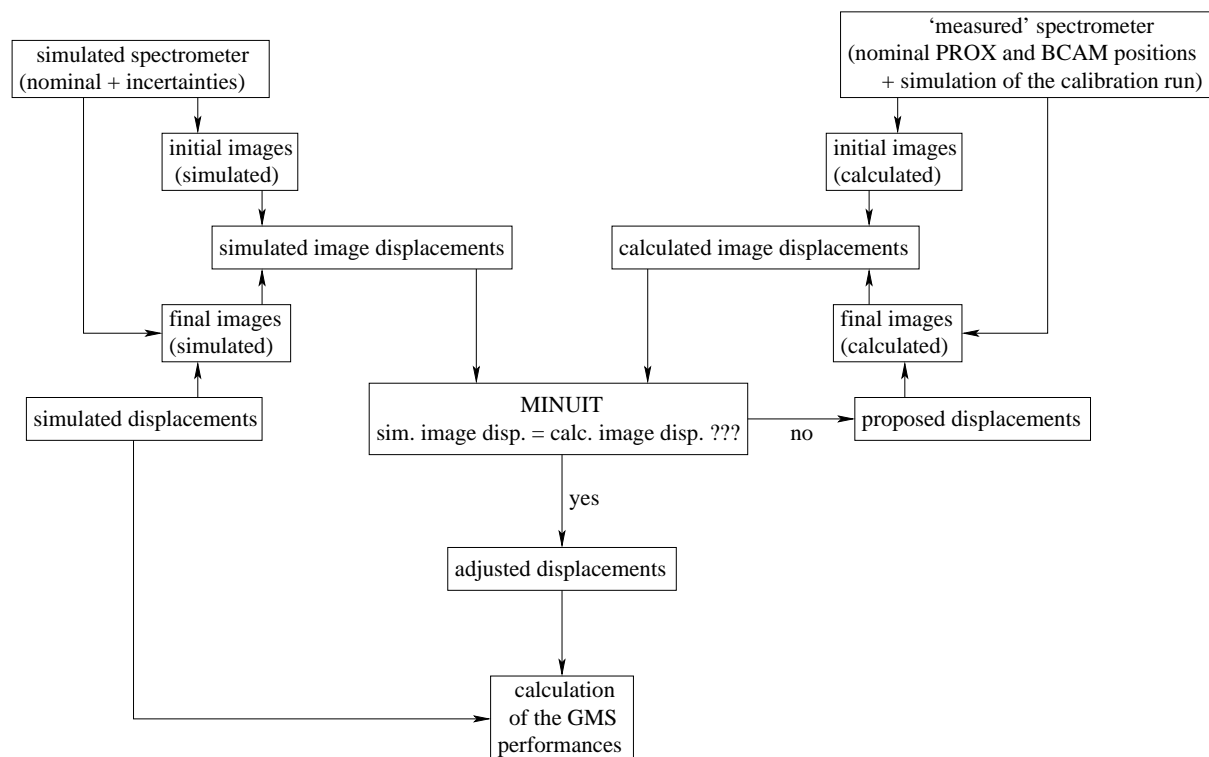 simulated spectrometer
(nominal + incertainties)
‘measured’ spectrometer
(nominal PROX and BCAM positions
+ simulation of the calibration run)
initial images
(simulated)
initial images
(calculated)
simulated image displacements
calculated image displacements
final images
(simulated)
final images
(calculated)
simulated displacements
MINUIT
sim. image disp. = calc. image disp. ???
no
proposed displacements
yes
adjusted displacements
calculation
of the GMS
performances